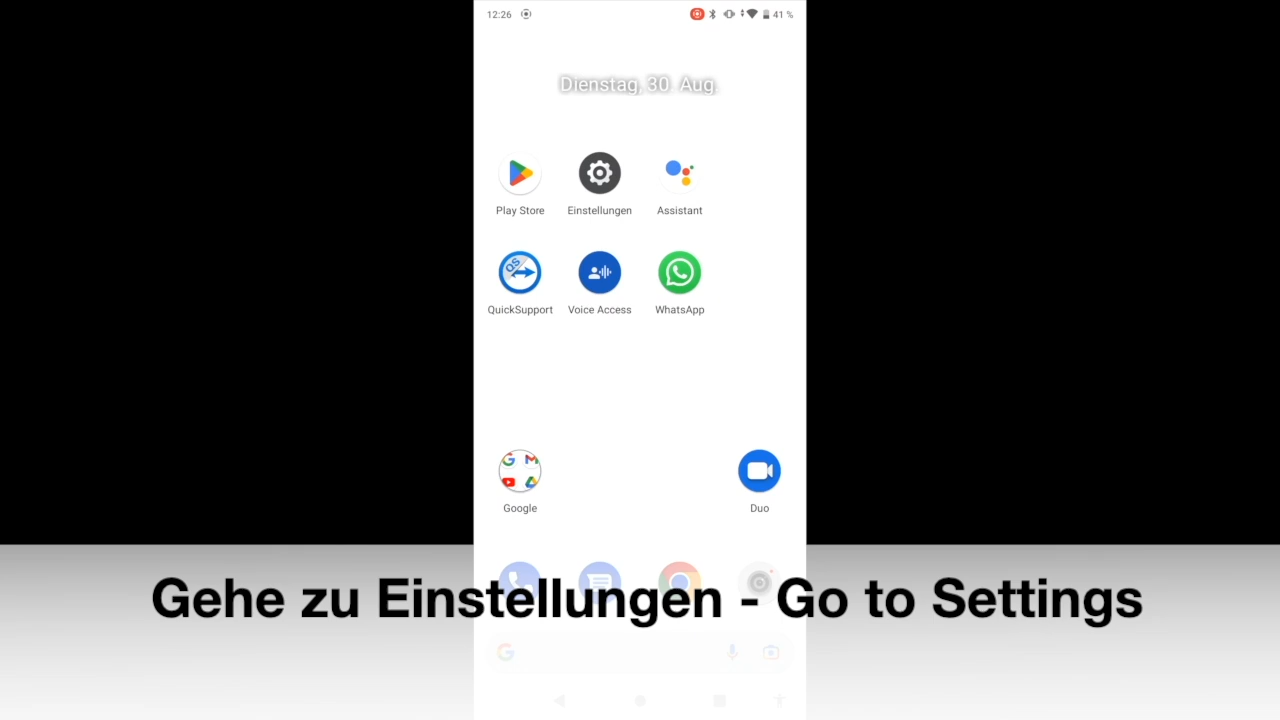 12:26
41 %
Dienstag, 30. Aug.
Play Store
Einstellungen
Assistant
QS
QuickSupport
Voice Access
WhatsApp
Google
Duo
Gehe zu Einstellungen - Go to Settings